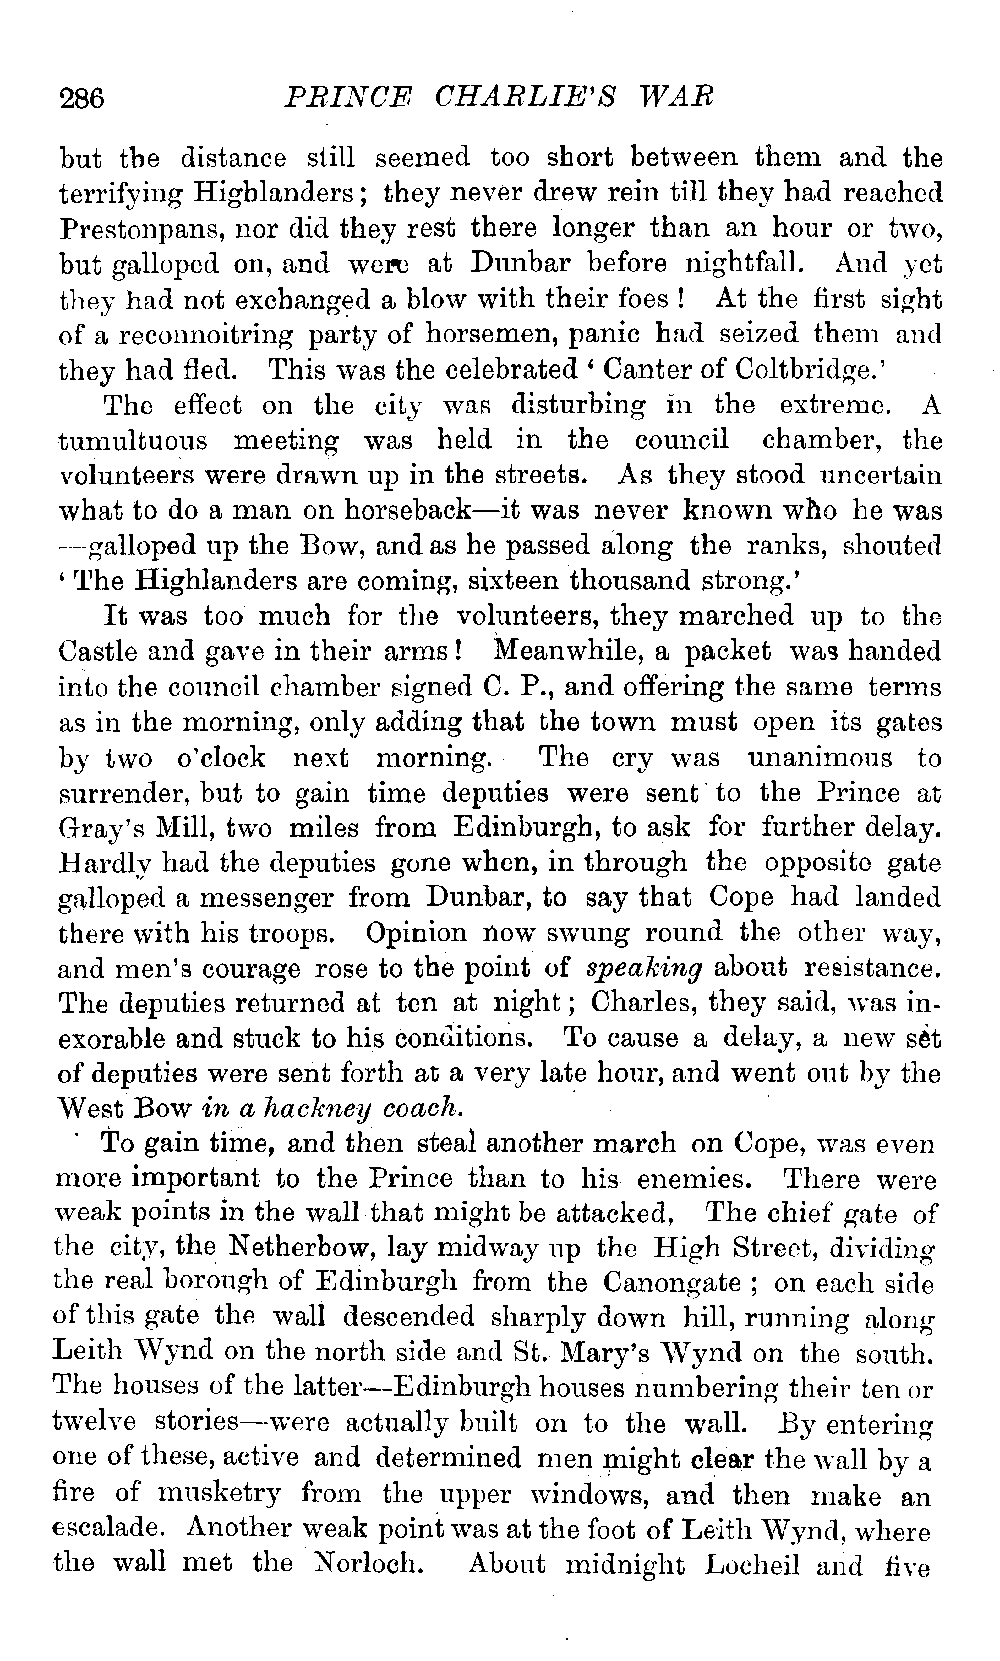 286 PRINCE CHARLIE'S WAR
but the distance still seemed too short between them and the
terrifying Highlanders; they never drew rein till they had reached
Prestonpans, nor did they rest there longer than an hour or two,
but galloped on, and were at Dunbar before nightfall. And yet
they had not exchanged a blow with their foes! At the first sight
of a reconnoitring party of horsemen, panic had seized them and
they had fled. This was the celebrated ' Canter of Coltbridge.'
The effect on the city was disturbing in the extreme. A
tumultuous meeting was held in the council chamber, the
volunteers were drawn up in the streets. As they stood uncertain
what to do a man on horseback—it was never known who he was
—galloped up the Bow, and as he passed along the ranks, shouted
' The Highlanders are coming, sixteen thousand strong.'
It was too much for the volunteers, they marched up to the
Castle and gave in their arms! Meanwhile, a packet was handed
into the council chamber signed C. P., and offering the same terms
as in the morning, only adding that the town must open its gates
by two o'clock next morning. The cry was unanimous to
surrender, but to gain time deputies were sent to the Prince at
Gray's Mill, two miles from Edinburgh, to ask for further delay.
Hardly had the deputies gone when, in through the opposite gate
galloped a messenger from Dunbar, to say that Cope had landed
there with his troops. Opinion now swung round the other way,
and men's courage rose to the point of speaking about resistance.
The deputies returned at ten at night; Charles, they said, was in-
exorable and stuck to his conditions. To cause a delay, a new set
of deputies were sent forth at a very late hour, and went out by the
West Bow in a hackney coach.
To gain time, and then steal another march on Cope, was even
more important to the Prince than to his enemies. There were
weak points in the wall that might be attacked, The chief gate of
the city, the Netherbow, lay midway up the High Street, dividing
the real borough of Edinburgh from the Canongate; on each side
of this gate the wall descended sharply down hill, running along
Leith Wynd on the north side and St. Mary's Wynd on the south.
The houses of the latter—Edinburgh houses numbering their ten or
twelve stories—were actually built on to the wall. By entering
one of these, active and determined men might clear the wall by a
fire of musketry from the upper windows, and then make an
escalade. Another weak point was at the foot of Leith Wynd, where
the wall met the Norloch. About midnight Locheil and five